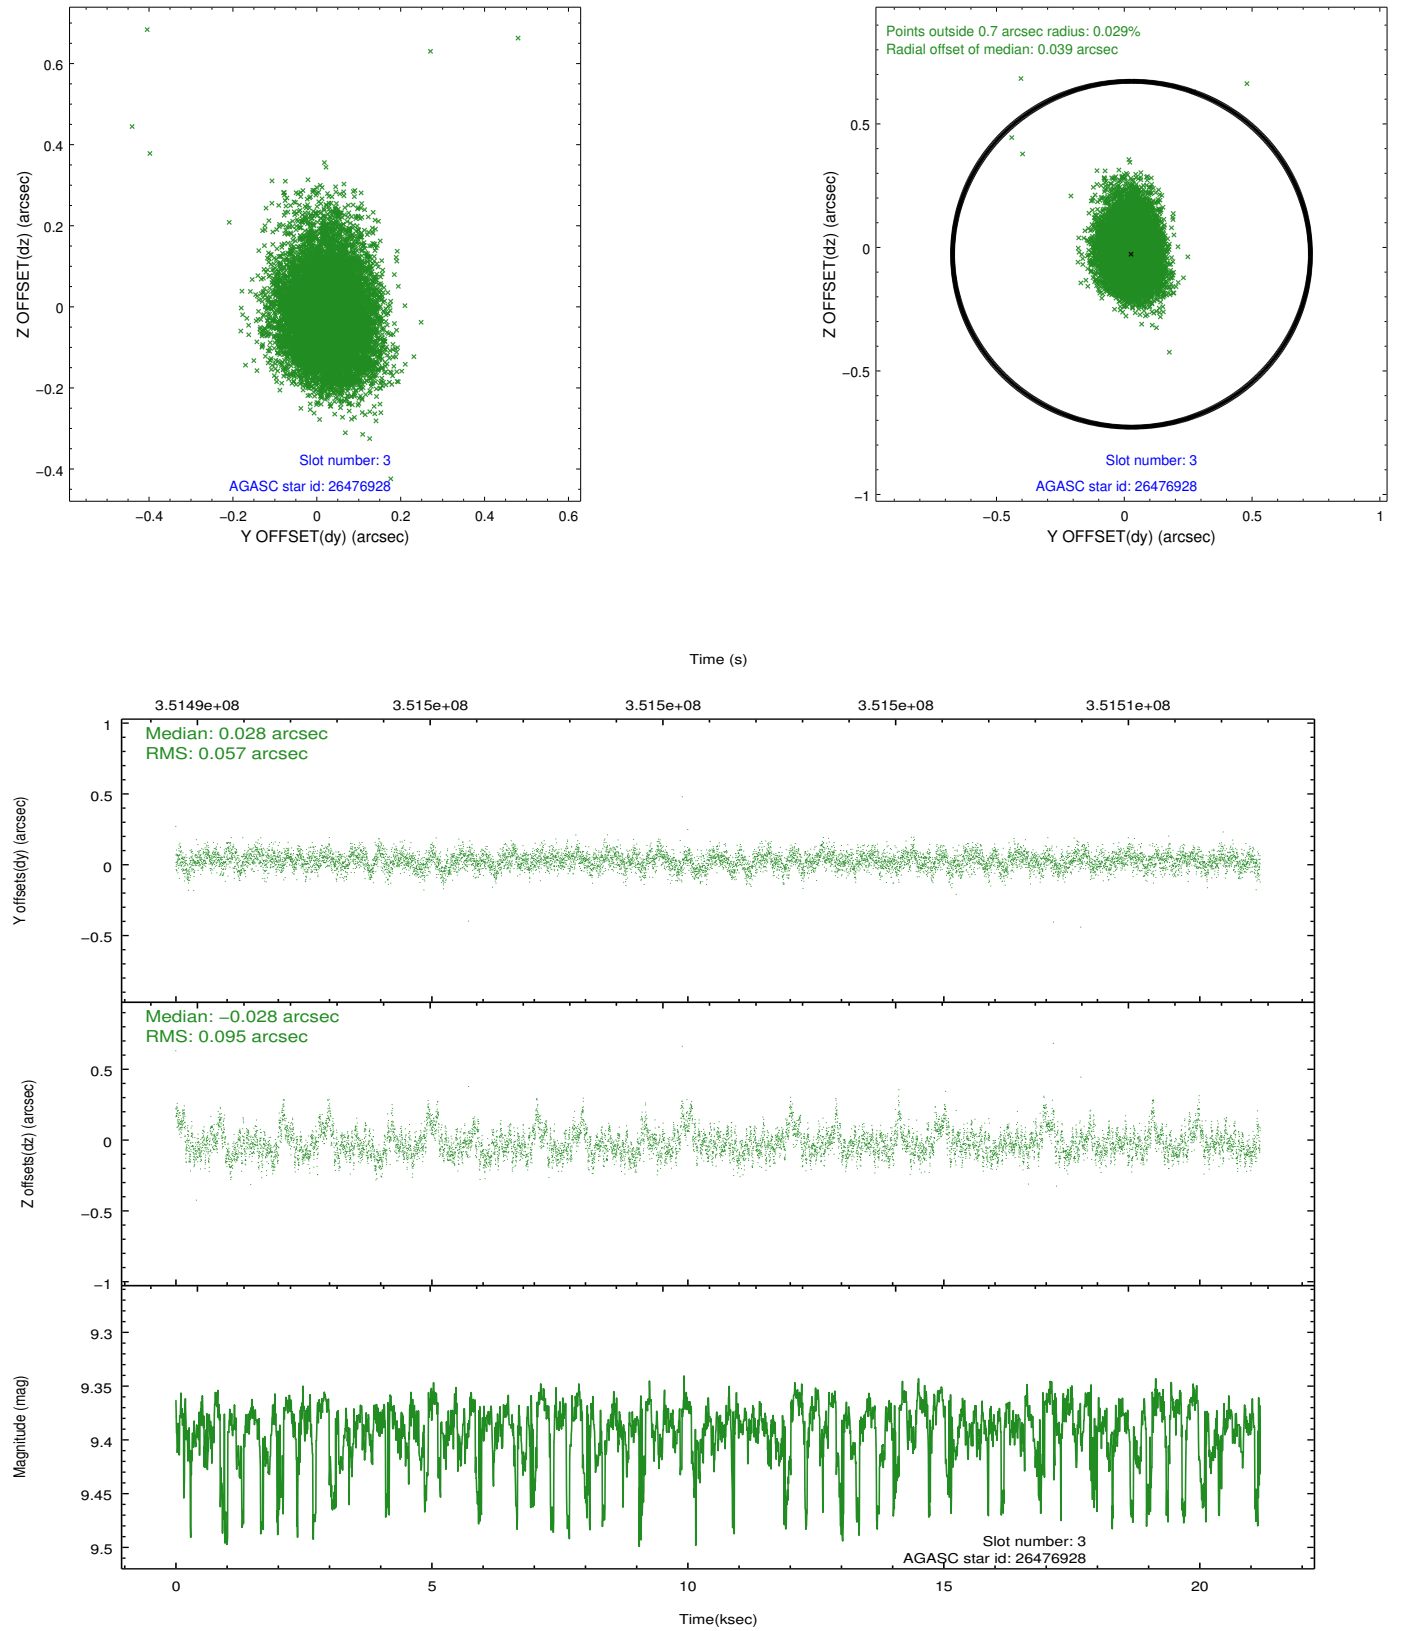 0.6
0.4
0.2
0
−0.2
−0.4
Z OFFSET(dz) (arcsec)
Slot number: 3
AGASC star id: 26476928
−0.4 −0.2 0 0.2 0.4 0.6
Y OFFSET(dy) (arcsec)
Points outside 0.7 arcsec radius: 0.029%
Radial offset of median: 0.039 arcsec
0.5
0
−0.5
−1
Z OFFSET(dz) (arcsec)
Slot number: 3
AGASC star id: 26476928
−0.5 0 0.5 1
Y OFFSET(dy) (arcsec)
Time (s)
3.5149e+08 3.515e+08 3.515e+08 3.515e+08 3.5151e+08
Median: 0.028 arcsec
RMS: 0.057 arcsec
1
0.5
0
−0.5
Y offsets(dy) (arcsec)
Median: −0.028 arcsec
RMS: 0.095 arcsec
0.5
0
−0.5
−1
Z offsets(dz) (arcsec)
9.3
9.35
9.4
9.45
9.5
Magnitude (mag)
Slot number: 3
AGASC star id: 26476928
0 5 10 15 20
Time(ksec)